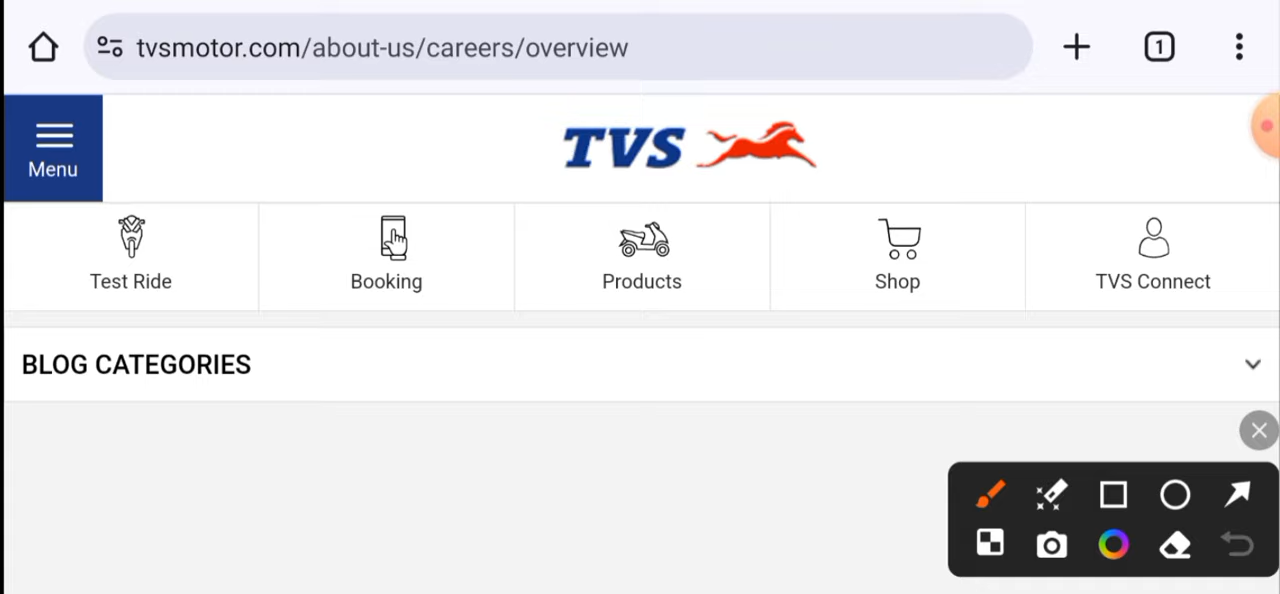 tvsmotor.com/about-us/careers/overview
1
Menu
TVS
Test Ride
Booking
Products
Shop
TVS Connect
BLOG CATEGORIES